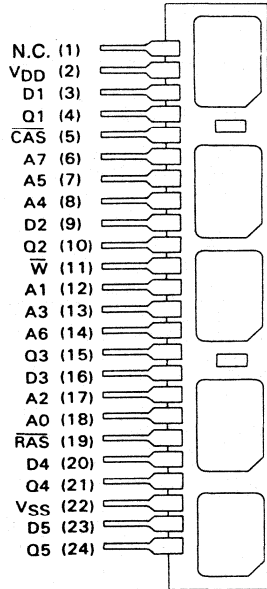 N.C. (1)
VDD (2)
D1 (3)
Q1 (4)
C̅A̅S̅ (5)
A7 (6)
A5 (7)
A4 (8)
D2 (9)
Q2 (10)
W̅ (11)
A1 (12)
A3 (13)
A6 (14)
Q3 (15)
D3 (16)
A2 (17)
A0 (18)
R̅A̅S̅ (19)
D4 (20)
Q4 (21)
VSS (22)
D5 (23)
Q5 (24)